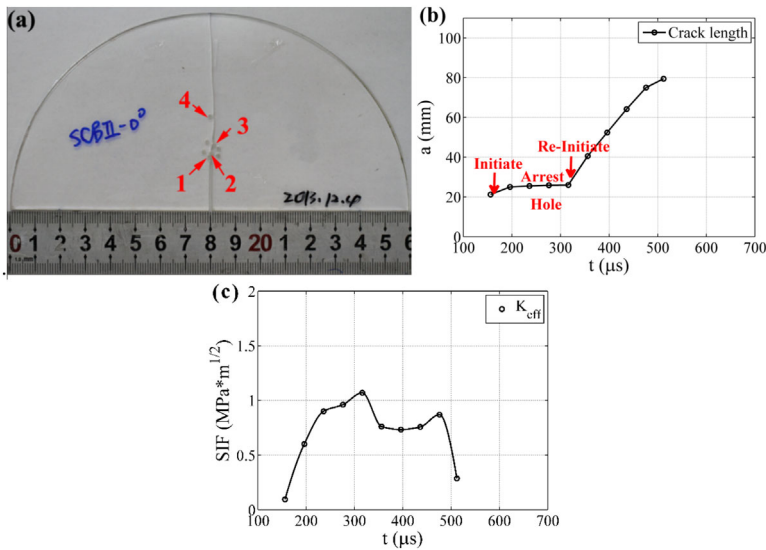 (a)
SCBII-0°
4
3
1
2
2013.12.4
0 1 2 3 4 5 6 7 8 9 20 1 2 3 4 5 6
(b)
Crack length
100
80
60
40
20
0
a (mm)
Initiate
Re-Initiate
Arrest
Hole
100 200 300 400 500 600 700
t (μs)
(c)
K_eff
2
1.5
1
0.5
0
SIF (MPa*m^1/2)
100 200 300 400 500 600 700
t (μs)